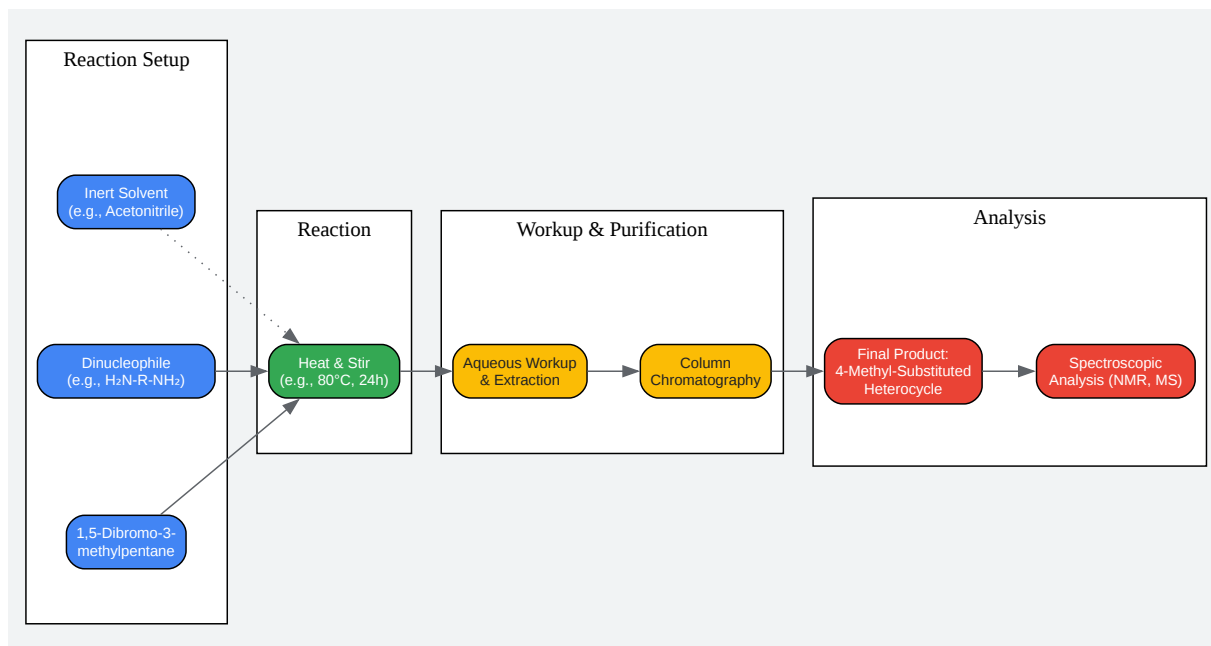 Reaction Setup
Inert Solvent
(e.g., Acetonitrile)
Dinucleophile
(e.g., H₂N-R-NH₂)
1,5-Dibromo-3-
methylpentane
Reaction
Heat & Stir
(e.g., 80°C, 24h)
Workup & Purification
Aqueous Workup
& Extraction
Column
Chromatography
Analysis
Final Product:
4-Methyl-Substituted
Heterocycle
Spectroscopic
Analysis (NMR, MS)